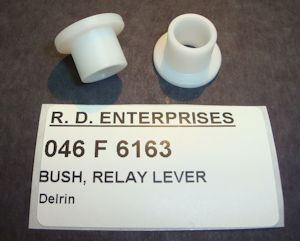 R. D. ENTERPRISES
046 F 6163
BUSH, RELAY LEVER
Delrin